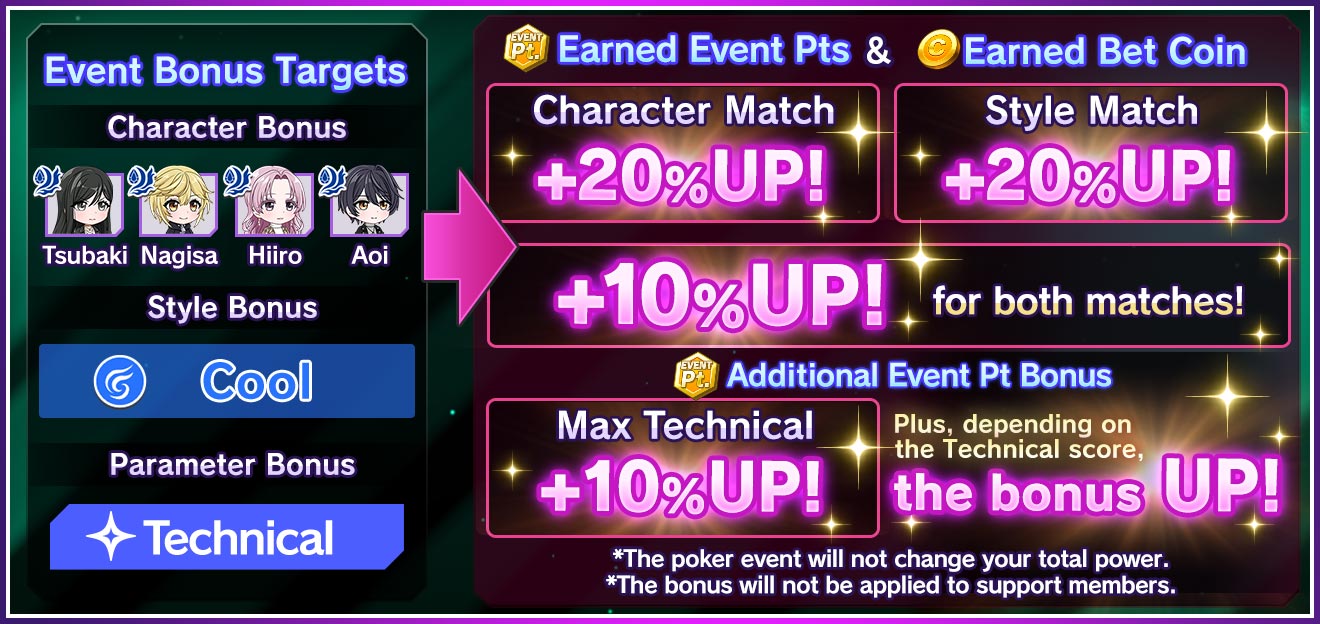 Event Bonus Targets
Character Bonus
Tsubaki Nagisa Hiiro Aoi
Style Bonus
Cool
Parameter Bonus
Technical
EVENT Pt. Earned Event Pts & C Earned Bet Coin
Character Match
+20%UP!
Style Match
+20%UP!
+10%UP! for both matches!
EVENT Pt. Additional Event Pt Bonus
Max Technical
+10%UP!
Plus, depending on
the Technical score,
the bonus UP!
*The poker event will not change your total power.
*The bonus will not be applied to support members.